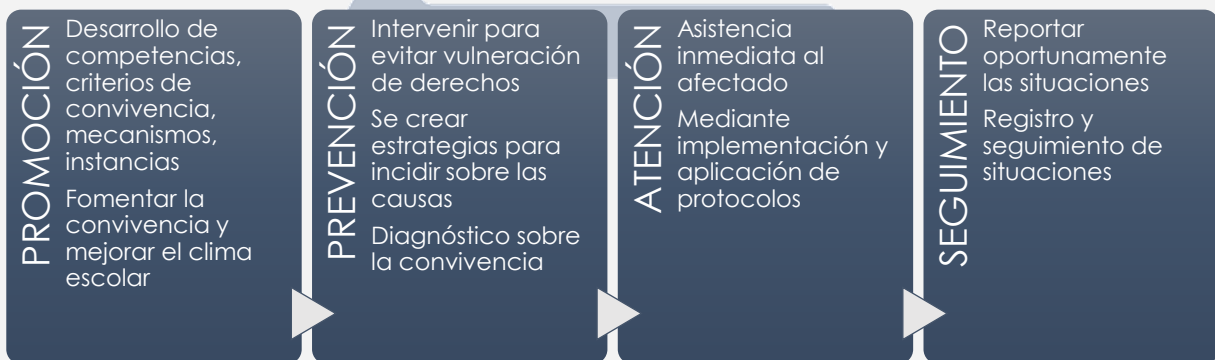 PROMOCIÓN
Desarrollo de
competencias,
criterios de
convivencia,
mecanismos,
instancias
Fomentar la
convivencia y
mejorar el clima
escolar
PREVENCIÓN
Intervenir para
evitar vulneración
de derechos
Se crear
estrategias para
incidir sobre las
causas
Diagnóstico sobre
la convivencia
ATENCIÓN
Asistencia
inmediata al
afectado
Mediante
implementación y
aplicación de
protocolos
SEGUIMIENTO
Reportar
oportunamente
las situaciones
Registro y
seguimiento de
situaciones